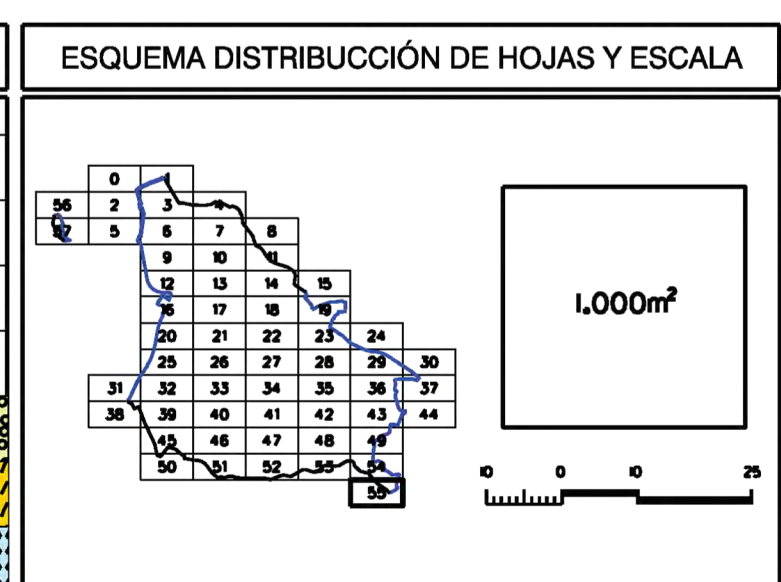 ESQUEMA DISTRIBUCCIÓN DE HOJAS Y ESCALA
0 1
56 2 3 4
57 5 6 7 8
9 10 11
12 13 14 15
16 17 18 19
20 21 22 23 24
25 26 27 28 29 30
31 32 33 34 35 36 37
38 39 40 41 42 43 44
45 46 47 48 49
50 51 52 53 54
55
1.000m²
10 0 10 25